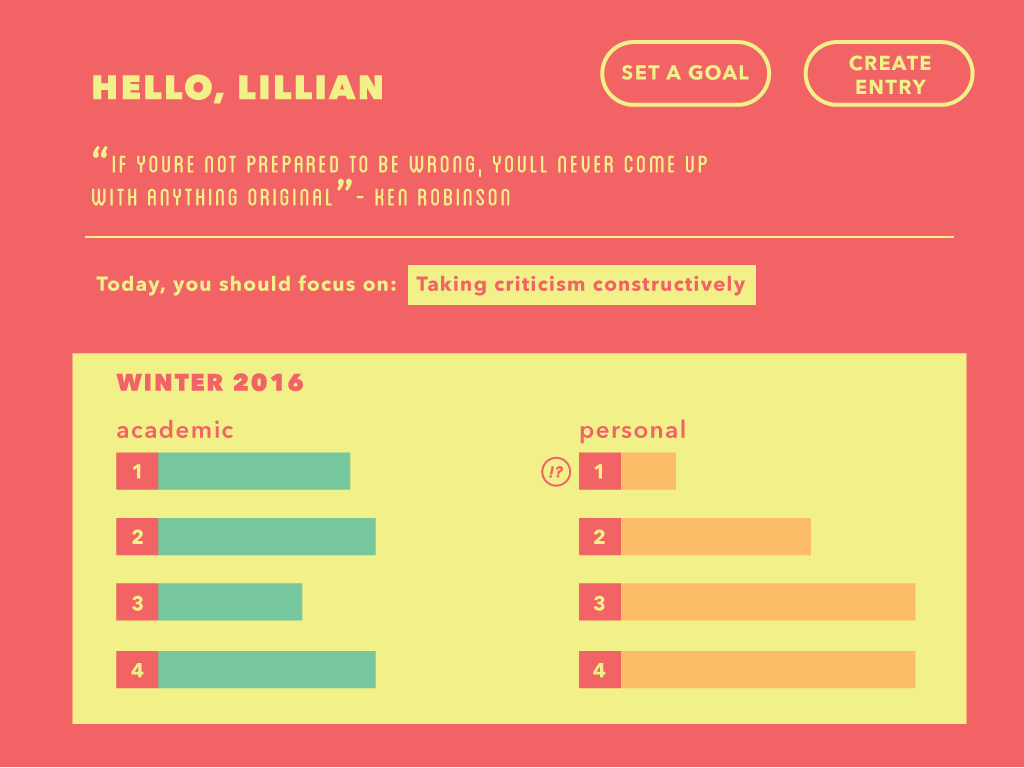 HELLO, LILLIAN
SET A GOAL
CREATE
ENTRY
“IF YOURE NOT PREPARED TO BE WRONG, YOULL NEVER COME UP
WITH ANYTHING ORIGINAL”- KEN ROBINSON
Today, you should focus on: Taking criticism constructively
WINTER 2016
academic
1
2
3
4
personal
!? 1
2
3
4